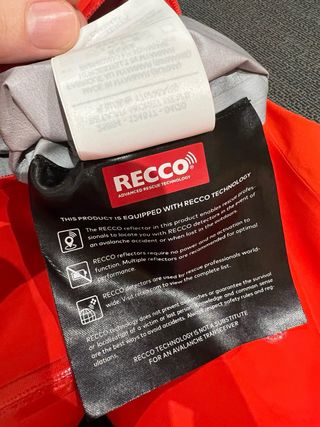 RECCO
ADVANCED RESCUE TECHNOLOGY
THIS PRODUCT IS EQUIPPED WITH RECCO TECHNOLOGY
The RECCO reflector in this product enables rescue profes-
sionals to locate you with RECCO detectors in the event of
an avalanche accident or when lost in the outdoors.
RECCO reflectors require no power and no activation to
function. Multiple reflectors are recommended for optimal
performance.
RECCO detectors are used by rescue professionals world-
wide. Visit recco.com to view the complete list.
RECCO technology does not prevent avalanches or guarantee the survival
or localization of a victim or lost person. Knowledge and common sense
are the best ways to avoid accidents. Always respect safety rules and reg-
ulations.
RECCO TECHNOLOGY IS NOT A SUBSTITUTE
FOR AN AVALANCHE TRANSCEIVER